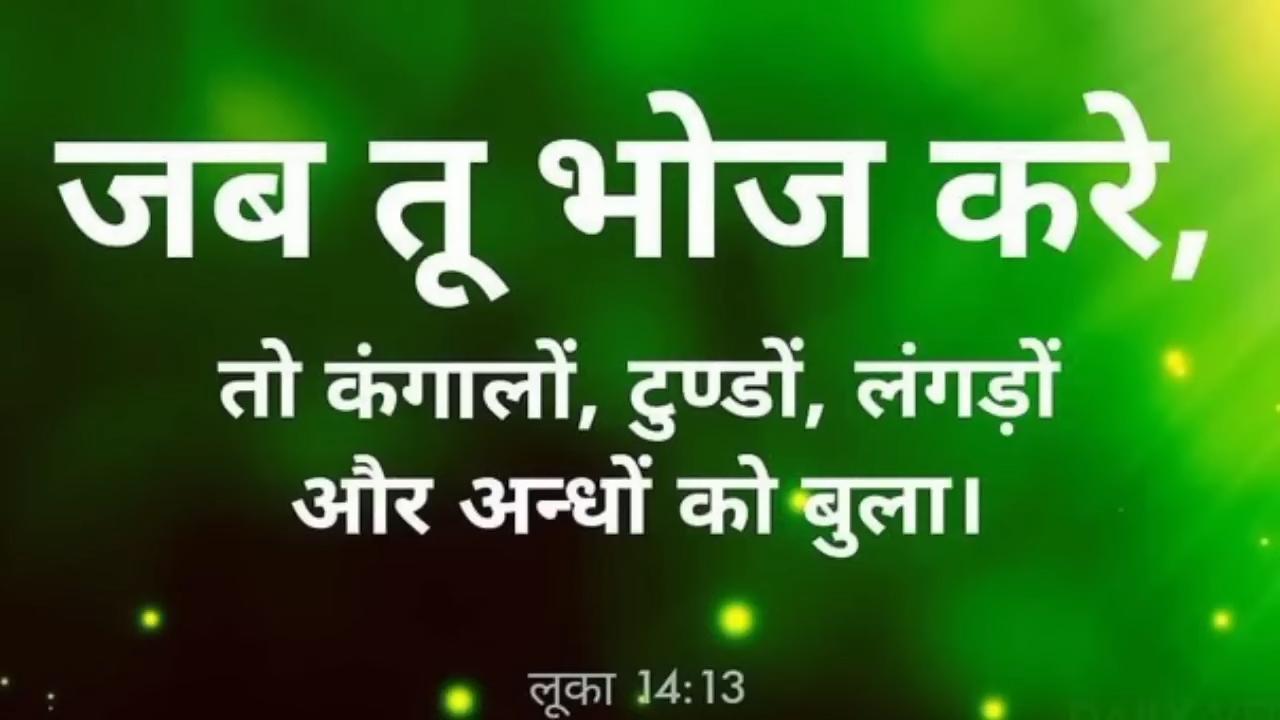 जब तू भोज करे,
तो कंगालों, टुण्डों, लंगड़ों
और अन्धों को बुला।
लूका 14:13